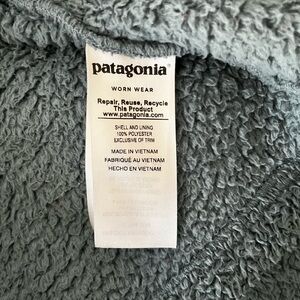 patagonia®
WORN WEAR
Repair, Reuse, Recycle
This Product
www.patagonia.com
SHELL AND LINING
100% POLYESTER
EXCLUSIVE OF TRIM
MADE IN VIETNAM
FABRIQUÉ AU VIETNAM
HECHO EN VIETNAM